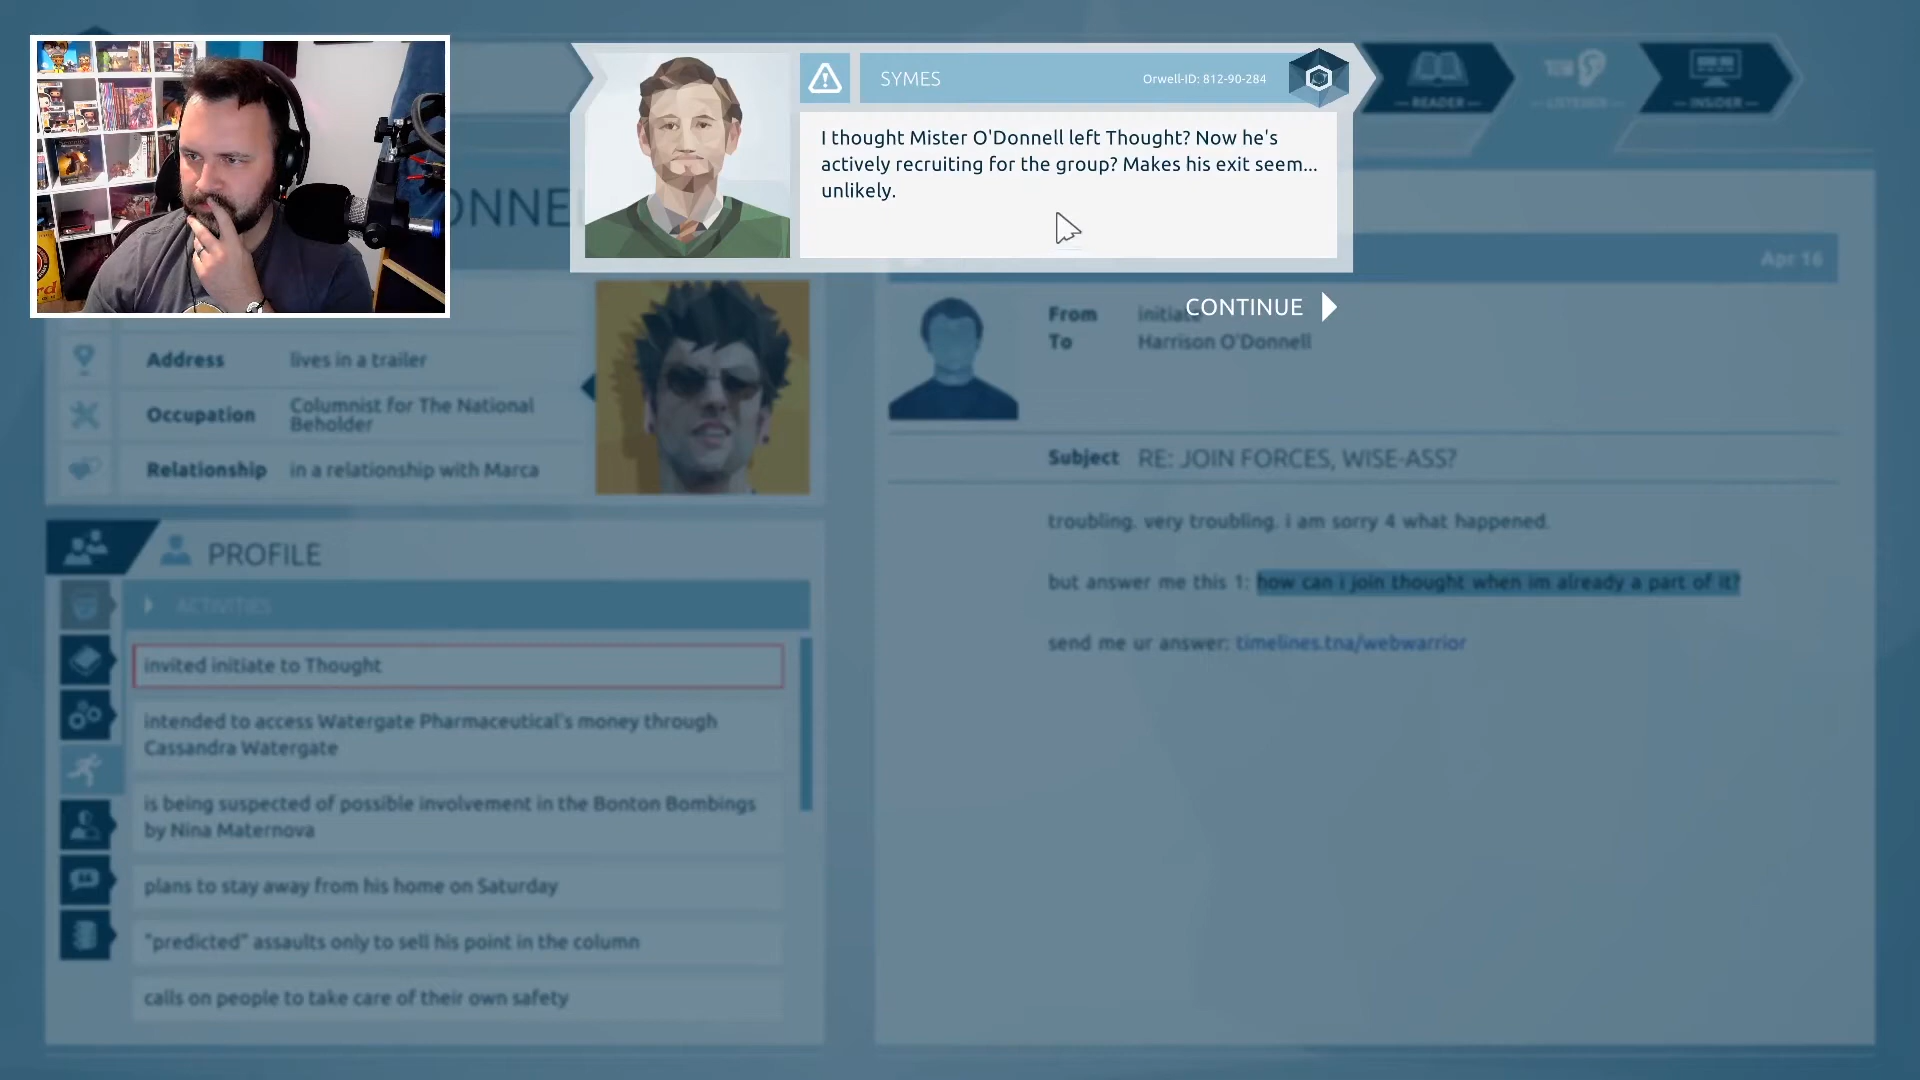 SYMES
Orwell-ID: 812-90-284
I thought Mister O'Donnell left Thought? Now he's
actively recruiting for the group? Makes his exit seem...
unlikely.
CONTINUE
READER
LISTENER
INSIDER
Address lives in a trailer
Occupation Columnist for The National
Beholder
Relationship in a relationship with Marca
PROFILE
ACTIVITIES
invited initiate to Thought
intended to access Watergate Pharmaceutical's money through
Cassandra Watergate
is being suspected of possible involvement in the Bonton Bombings
by Nina Maternova
plans to stay away from his home on Saturday
"predicted" assaults only to sell his point in the column
calls on people to take care of their own safety
Apr 16
From initiate
To Harrison O'Donnell
Subject RE: JOIN FORCES, WISE-ASS?
troubling. very troubling. i am sorry 4 what happened.
but answer me this 1: how can i join thought when im already a part of it?
send me ur answer: timelines.tna/webwarrior